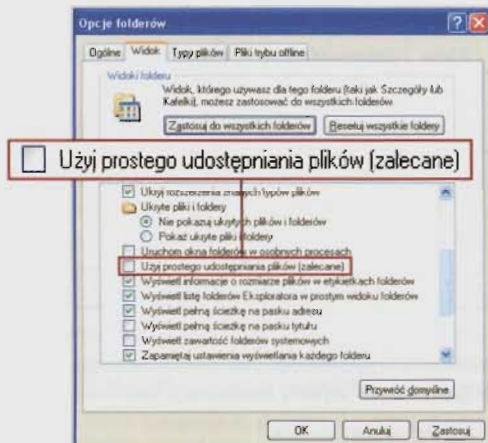 Opcje folderów
Ogólne Widok Typy plików Pliki trybu offline
Widoki folderu
Widok, którego używasz dla tego folderu (taki jak Szczegóły lub
Kafelki), możesz zastosować do wszystkich folderów.
Zastosuj do wszystkich folderów Resetuj wszystkie foldery
Użyj prostego udostępniania plików (zalecane)
Ukryj rozszerzenia znanych typów plików
Ukryte pliki i foldery
Nie pokazuj ukrytych plików i folderów
Pokaż ukryte pliki i foldery
Uruchom okna folderów w osobnych procesach
Użyj prostego udostępniania plików (zalecane)
Wyświetl informacje o rozmiarze plików w etykietkach folderów
Wyświetl listę folderów Eksploratora w prostym widoku folderów
Wyświetl pełną ścieżkę na pasku adresu
Wyświetl pełną ścieżkę na pasku tytułu
Wyświetl zawartość folderów systemowych
Zapamiętaj ustawienia wyświetlania każdego folderu
Przywróć domyślne
OK Anuluj Zastosuj